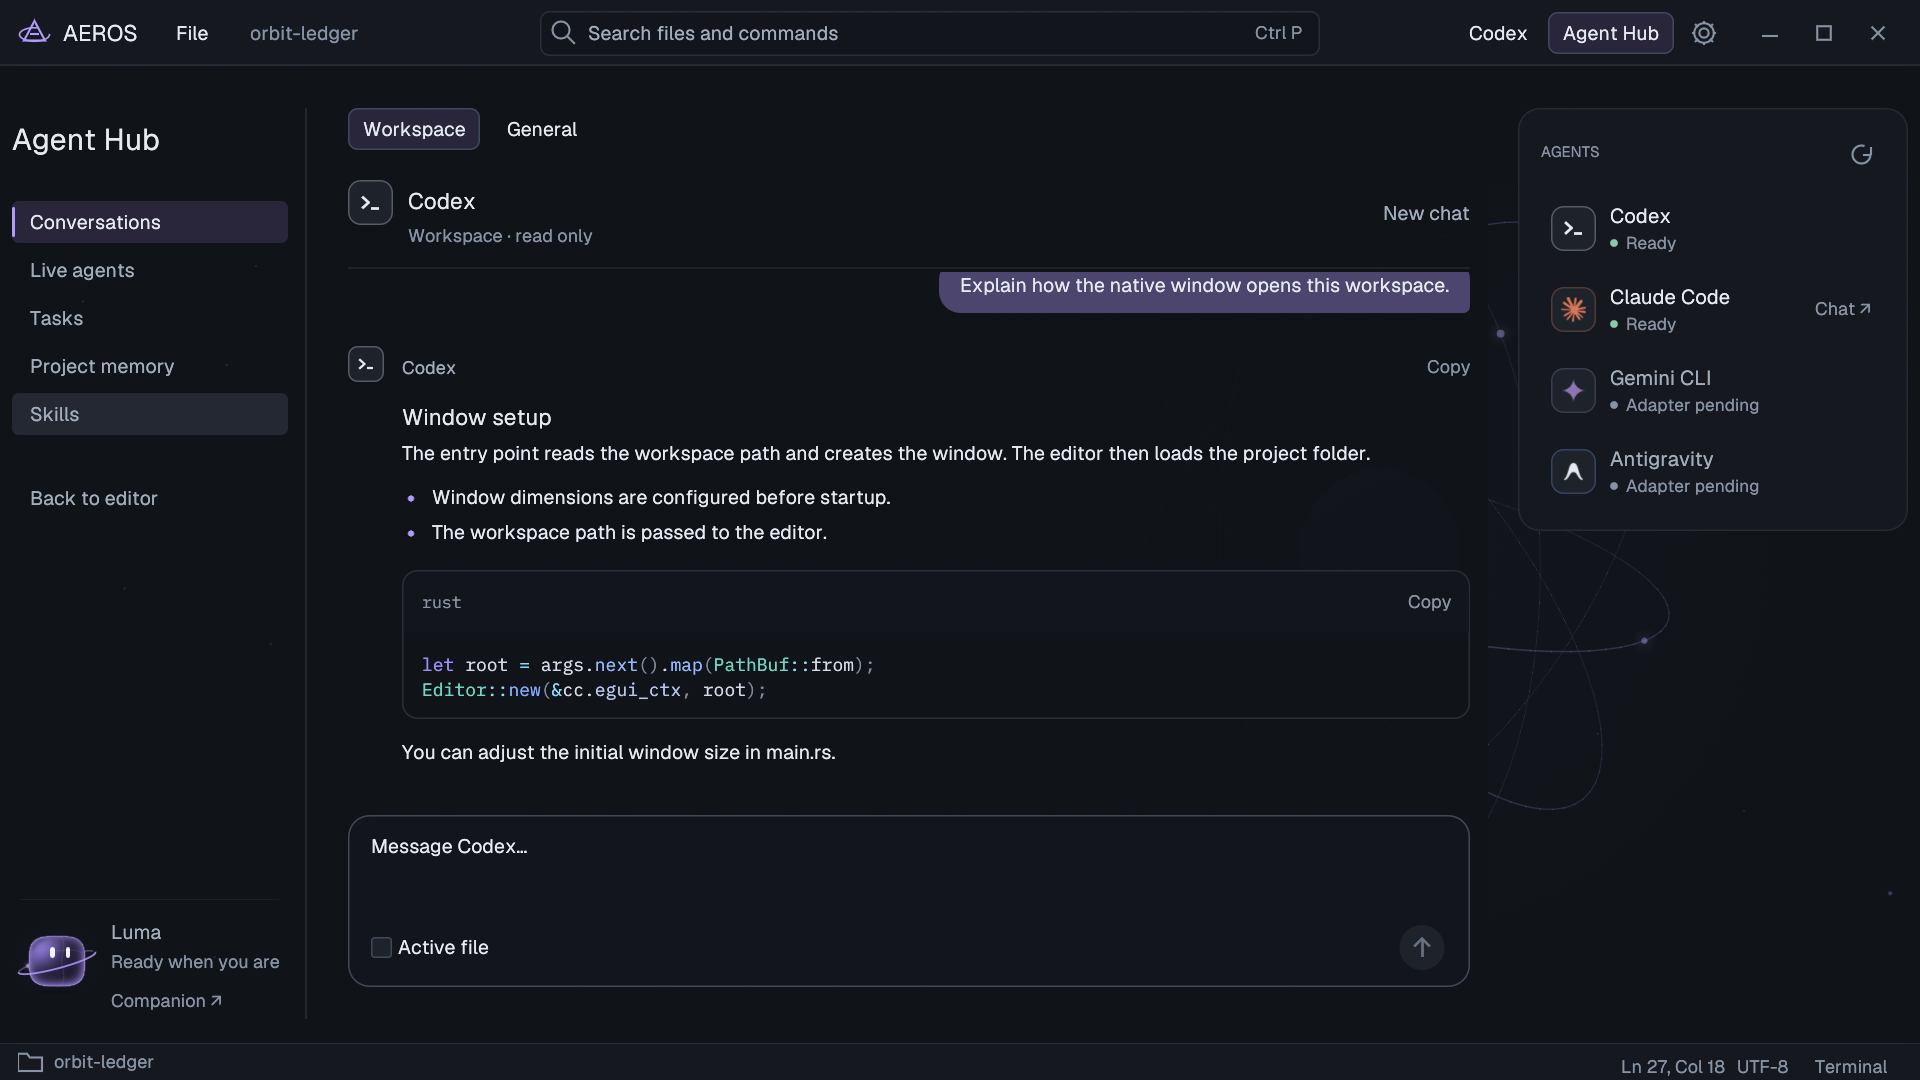 AEROS File orbit-ledger Search files and commands Ctrl P Codex Agent Hub
Agent Hub
Conversations
Live agents
Tasks
Project memory
Skills
Back to editor
Luma
Ready when you are
Companion ↗
Workspace General
Codex
Workspace · read only
New chat
Explain how the native window opens this workspace.
Codex Copy
Window setup
The entry point reads the workspace path and creates the window. The editor then loads the project folder.
• Window dimensions are configured before startup.
• The workspace path is passed to the editor.
rust Copy
let root = args.next().map(PathBuf::from);
Editor::new(&cc.egui_ctx, root);
You can adjust the initial window size in main.rs.
Message Codex…
Active file
AGENTS
Codex
Ready
Claude Code
Ready
Chat ↗
Gemini CLI
Adapter pending
Antigravity
Adapter pending
orbit-ledger Ln 27, Col 18 UTF-8 Terminal